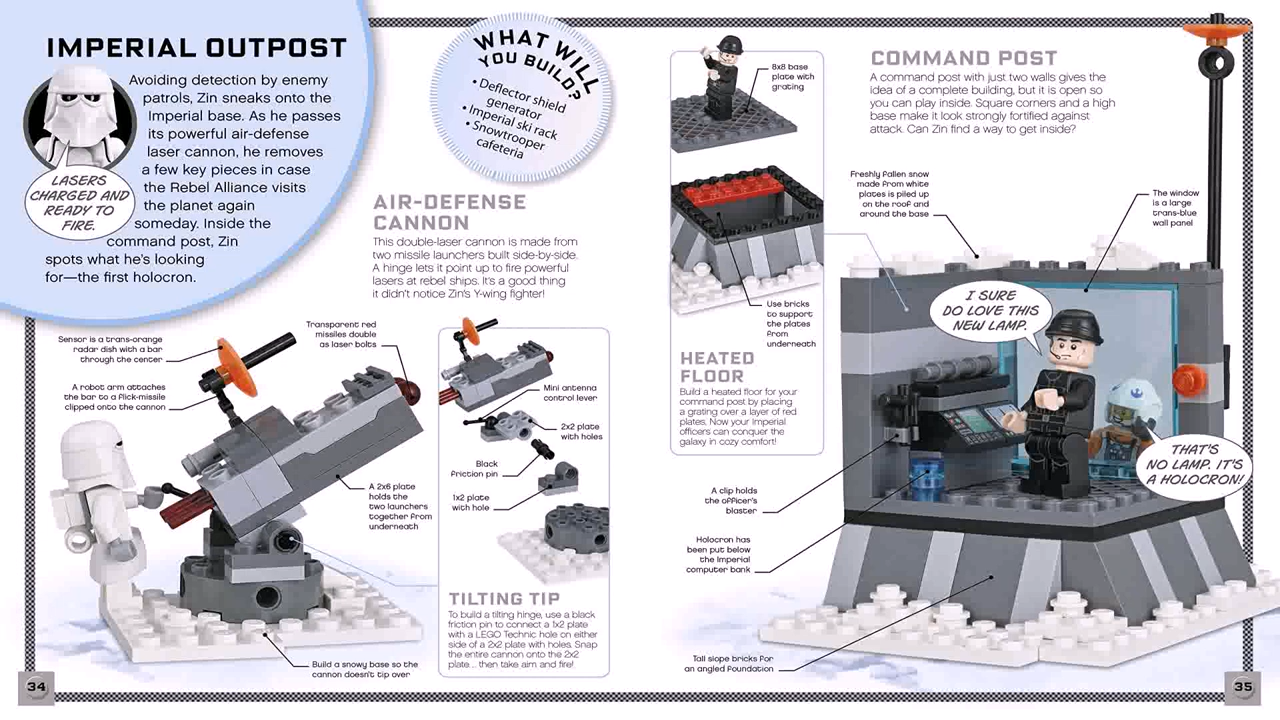 IMPERIAL OUTPOST
Avoiding detection by enemy
patrols, Zin sneaks onto the
Imperial base. As he passes
its powerful air-defense
laser cannon, he removes
a few key pieces in case
the Rebel Alliance visits
the planet again
someday. Inside the
command post, Zin
spots what he's looking
for—the first holocron.
LASERS
CHARGED AND
READY TO
FIRE.
WHAT WILL
YOU BUILD?
• Deflector shield
generator
• Imperial ski rack
• Snowtrooper
cafeteria
AIR-DEFENSE
CANNON
This double-laser cannon is made from
two missile launchers built side-by-side.
A hinge lets it point up to fire powerful
lasers at rebel ships. It's a good thing
it didn't notice Zin's Y-wing fighter!
Sensor is a trans-orange
radar dish with a bar
through the center
Transparent red
missiles double
as laser bolts
A robot arm attaches
the bar to a flick-missile
clipped onto the cannon
A 2x6 plate
holds the
two launchers
together from
underneath
Build a snowy base so the
cannon doesn't tip over
Mini antenna
control lever
2x2 plate
with holes
Black
friction pin
1x2 plate
with hole
TILTING TIP
To build a tilting hinge, use a black
friction pin to connect a 1x2 plate
with a LEGO Technic hole on either
side of a 2x2 plate with holes. Snap
the entire cannon onto the 2x2
plate... then take aim and fire!
34
8x8 base
plate with
grating
Use bricks
to support
the plates
from
underneath
HEATED
FLOOR
Build a heated floor for your
command post by placing
a grating over a layer of red
plates. Now your Imperial
officers can conquer the
galaxy in cozy comfort!
COMMAND POST
A command post with just two walls gives the
idea of a complete building, but it is open so
you can play inside. Square corners and a high
base make it look strongly fortified against
attack. Can Zin find a way to get inside?
Freshly fallen snow
made from white
plates is piled up
on the roof and
around the base
The window
is a large
trans-blue
wall panel
I SURE
DO LOVE THIS
NEW LAMP.
THAT'S
NO LAMP. IT'S
A HOLOCRON!
A clip holds
the officer's
blaster
Holocron has
been put below
the Imperial
computer bank
Tall slope bricks for
an angled foundation
35